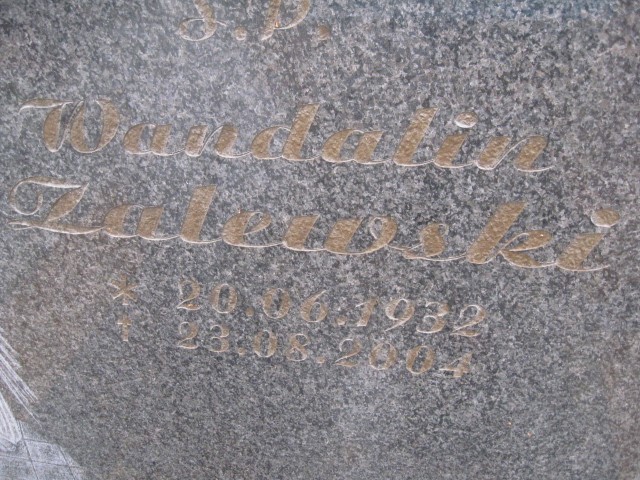 Ś.P.
Wandalin
Zalewski
* 20.06.1932
† 23.08.2004